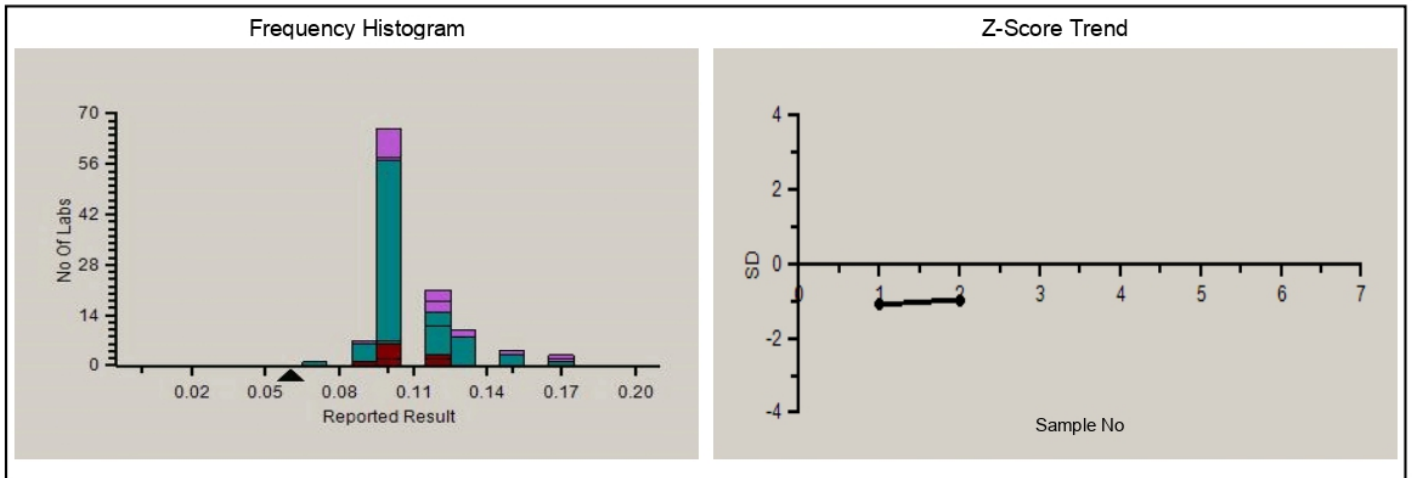 Frequency Histogram
70
56
42
28
14
0
No Of Labs
0.02 0.05 0.08 0.11 0.14 0.17 0.20
Reported Result
Z-Score Trend
4
2
0
-2
-4
SD
0 1 2 3 4 5 6 7
Sample No